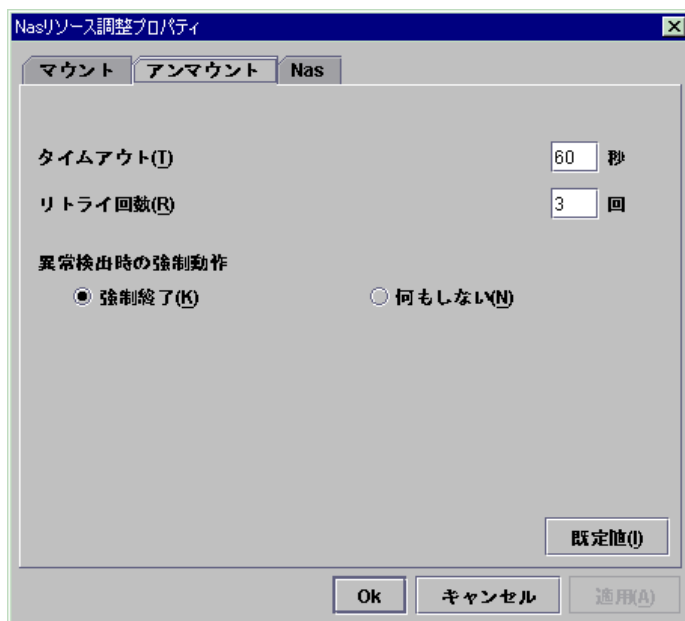 Nasリソース調整プロパティ
マウント アンマウント Nas
タイムアウト(T) 60 秒
リトライ回数(R) 3 回
異常検出時の強制動作
強制終了(K) 何もしない(N)
既定値(I)
Ok キャンセル 適用(A)